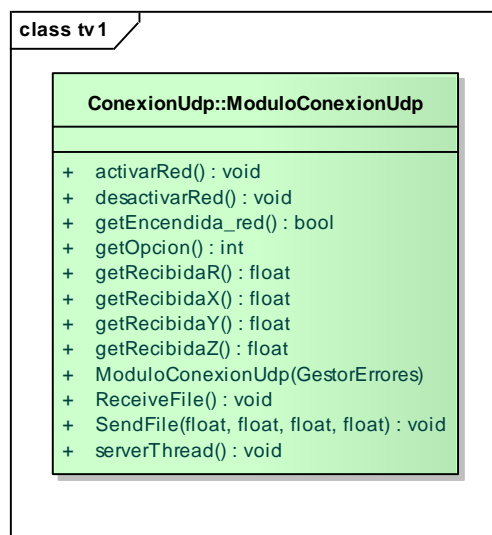 class tv1
ConexionUdp::ModuloConexionUdp
+ activarRed() : void
+ desactivarRed() : void
+ getEncendida_red() : bool
+ getOpcion() : int
+ getRecibidaR() : float
+ getRecibidaX() : float
+ getRecibidaY() : float
+ getRecibidaZ() : float
+ ModuloConexionUdp(GestorErrores)
+ ReceiveFile() : void
+ SendFile(float, float, float, float) : void
+ serverThread() : void